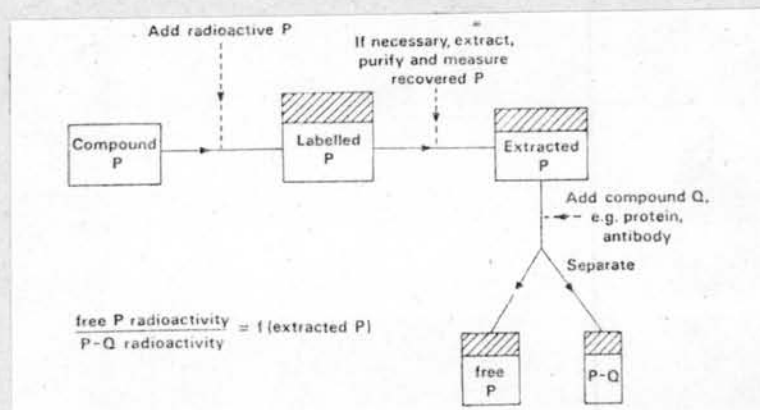 Add radioactive P
If necessary, extract,
purify and measure
recovered P
Compound
P
Labelled
P
Extracted
P
Add compound Q,
e.g. protein,
antibody
Separate
free P radioactivity
P-Q radioactivity
= f (extracted P)
free
P
P-Q